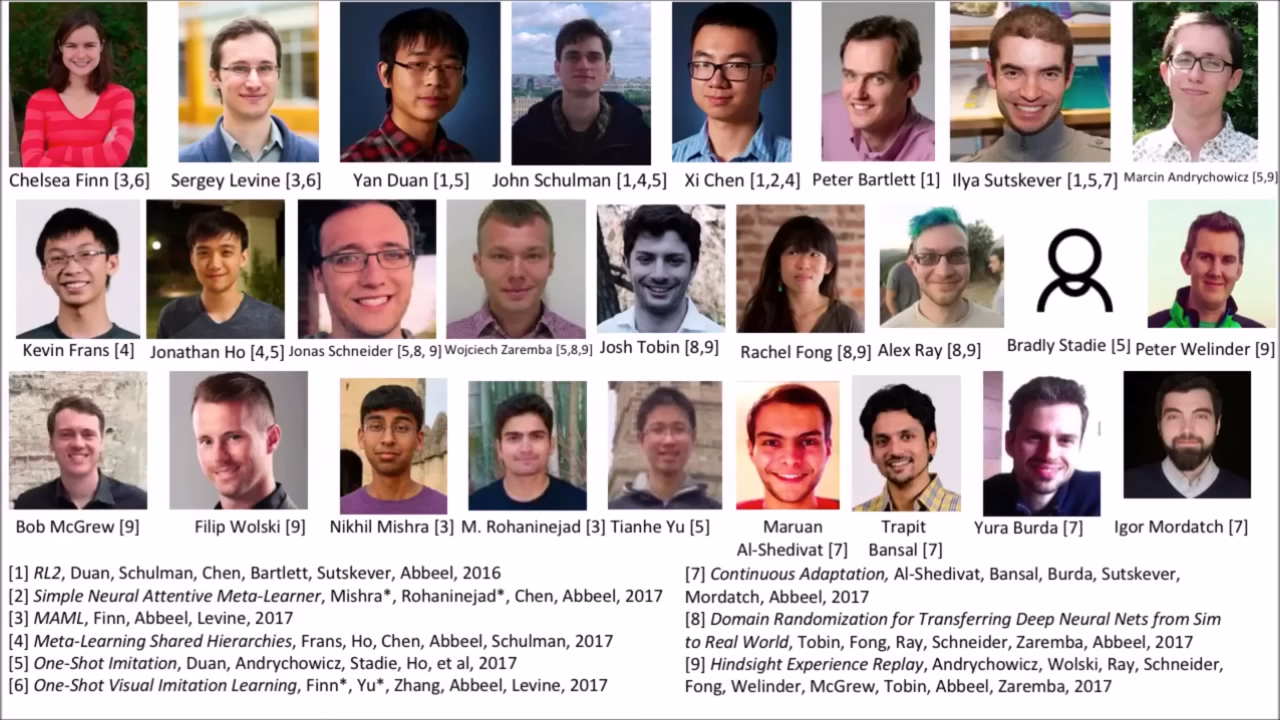 Chelsea Finn [3,6]
Sergey Levine [3,6]
Yan Duan [1,5]
John Schulman [1,4,5]
Xi Chen [1,2,4]
Peter Bartlett [1]
Ilya Sutskever [1,5,7]
Marcin Andrychowicz [5,9]
Kevin Frans [4]
Jonathan Ho [4,5]
Jonas Schneider [5,8, 9]
Wojciech Zaremba [5,8,9]
Josh Tobin [8,9]
Rachel Fong [8,9]
Alex Ray [8,9]
Bradly Stadie [5]
Peter Welinder [9]
Bob McGrew [9]
Filip Wolski [9]
Nikhil Mishra [3]
M. Rohaninejad [3]
Tianhe Yu [5]
Maruan
Al-Shedivat [7]
Trapit
Bansal [7]
Yura Burda [7]
Igor Mordatch [7]
[1] RL2, Duan, Schulman, Chen, Bartlett, Sutskever, Abbeel, 2016
[2] Simple Neural Attentive Meta-Learner, Mishra*, Rohaninejad*, Chen, Abbeel, 2017
[3] MAML, Finn, Abbeel, Levine, 2017
[4] Meta-Learning Shared Hierarchies, Frans, Ho, Chen, Abbeel, Schulman, 2017
[5] One-Shot Imitation, Duan, Andrychowicz, Stadie, Ho, et al, 2017
[6] One-Shot Visual Imitation Learning, Finn*, Yu*, Zhang, Abbeel, Levine, 2017
[7] Continuous Adaptation, Al-Shedivat, Bansal, Burda, Sutskever,
Mordatch, Abbeel, 2017
[8] Domain Randomization for Transferring Deep Neural Nets from Sim
to Real World, Tobin, Fong, Ray, Schneider, Zaremba, Abbeel, 2017
[9] Hindsight Experience Replay, Andrychowicz, Wolski, Ray, Schneider,
Fong, Welinder, McGrew, Tobin, Abbeel, Zaremba, 2017